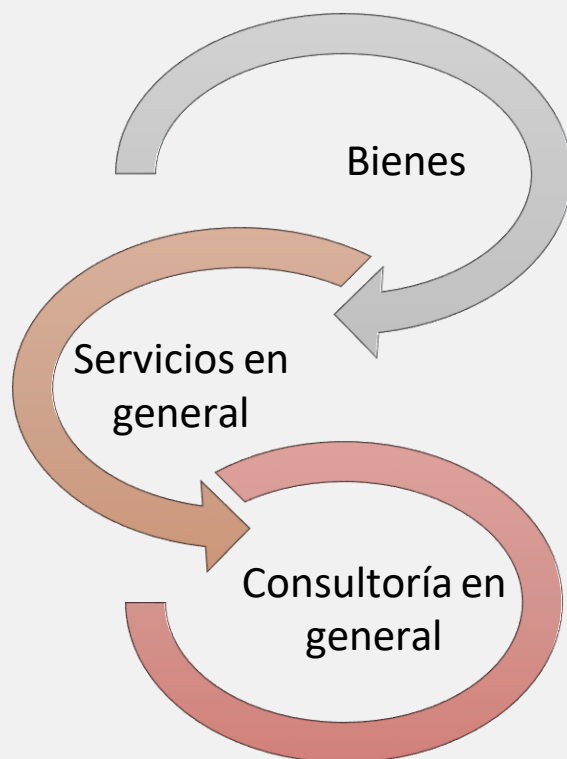 Bienes
Servicios en
general
Consultoría en
general